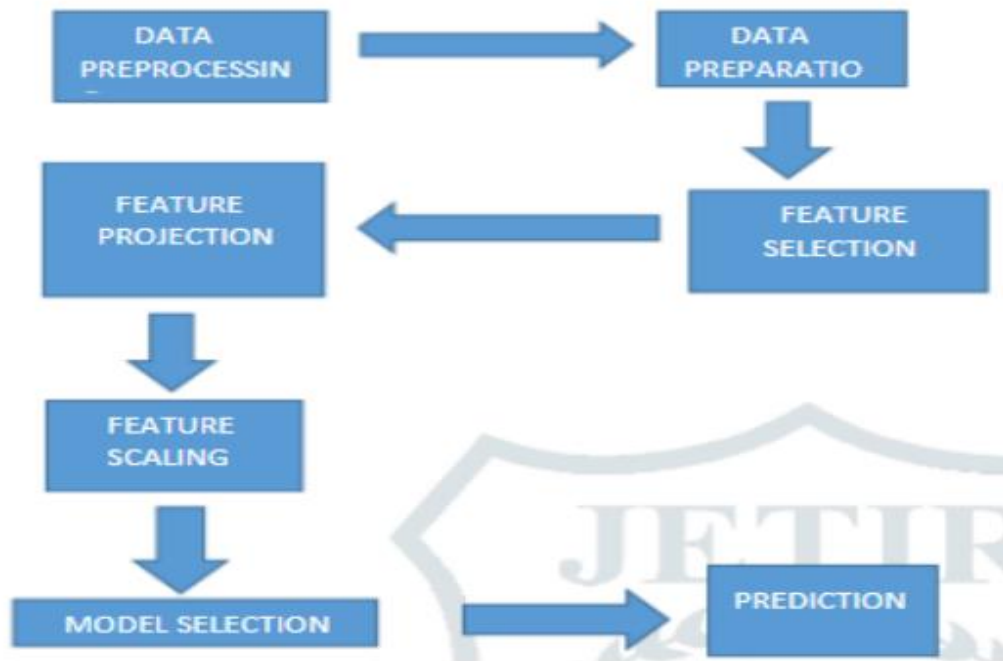 DATA
PREPROCESSIN
DATA
PREPARATIO
FEATURE
SELECTION
FEATURE
PROJECTION
FEATURE
SCALING
MODEL SELECTION
PREDICTION
JETIR